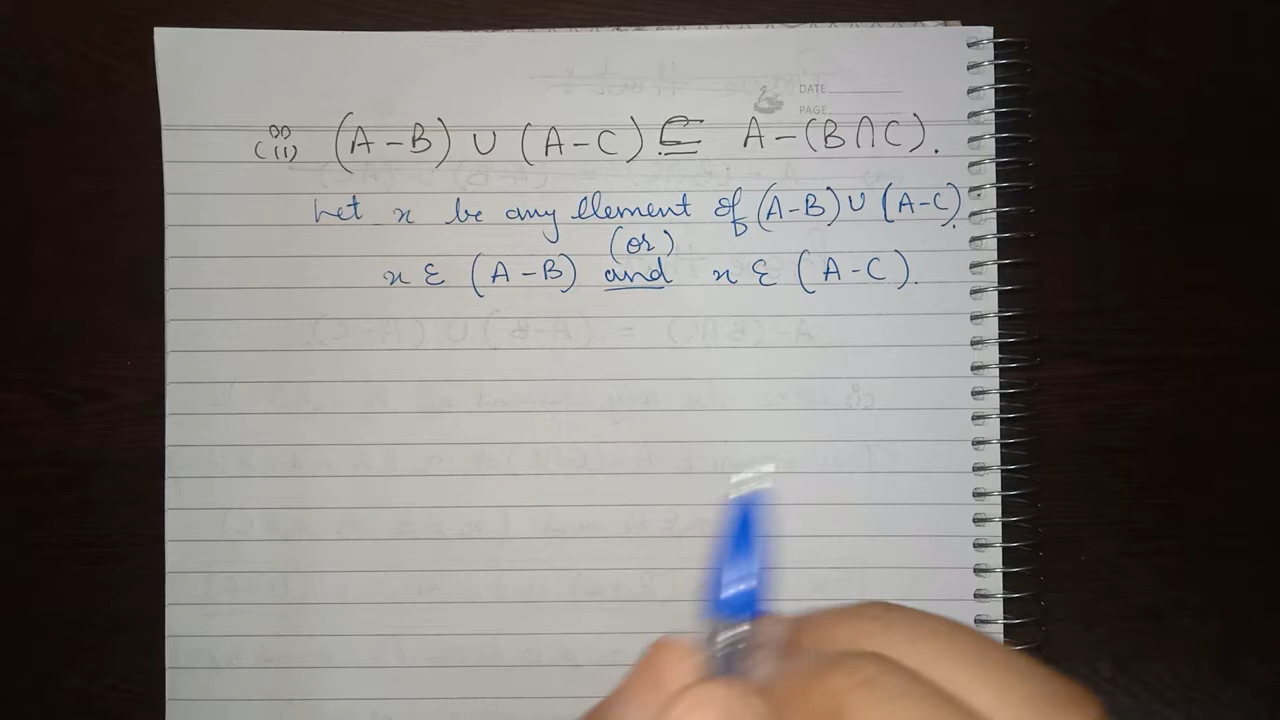 DATE
PAGE
(ii) (A-B) ∪ (A-C) ⊆ A-(B∩C).
Let x be any element of (A-B)∪(A-C).
(or)
x ε (A-B) and x ε (A-C).
A-(B∩C) = (A-B)∪(A-C)